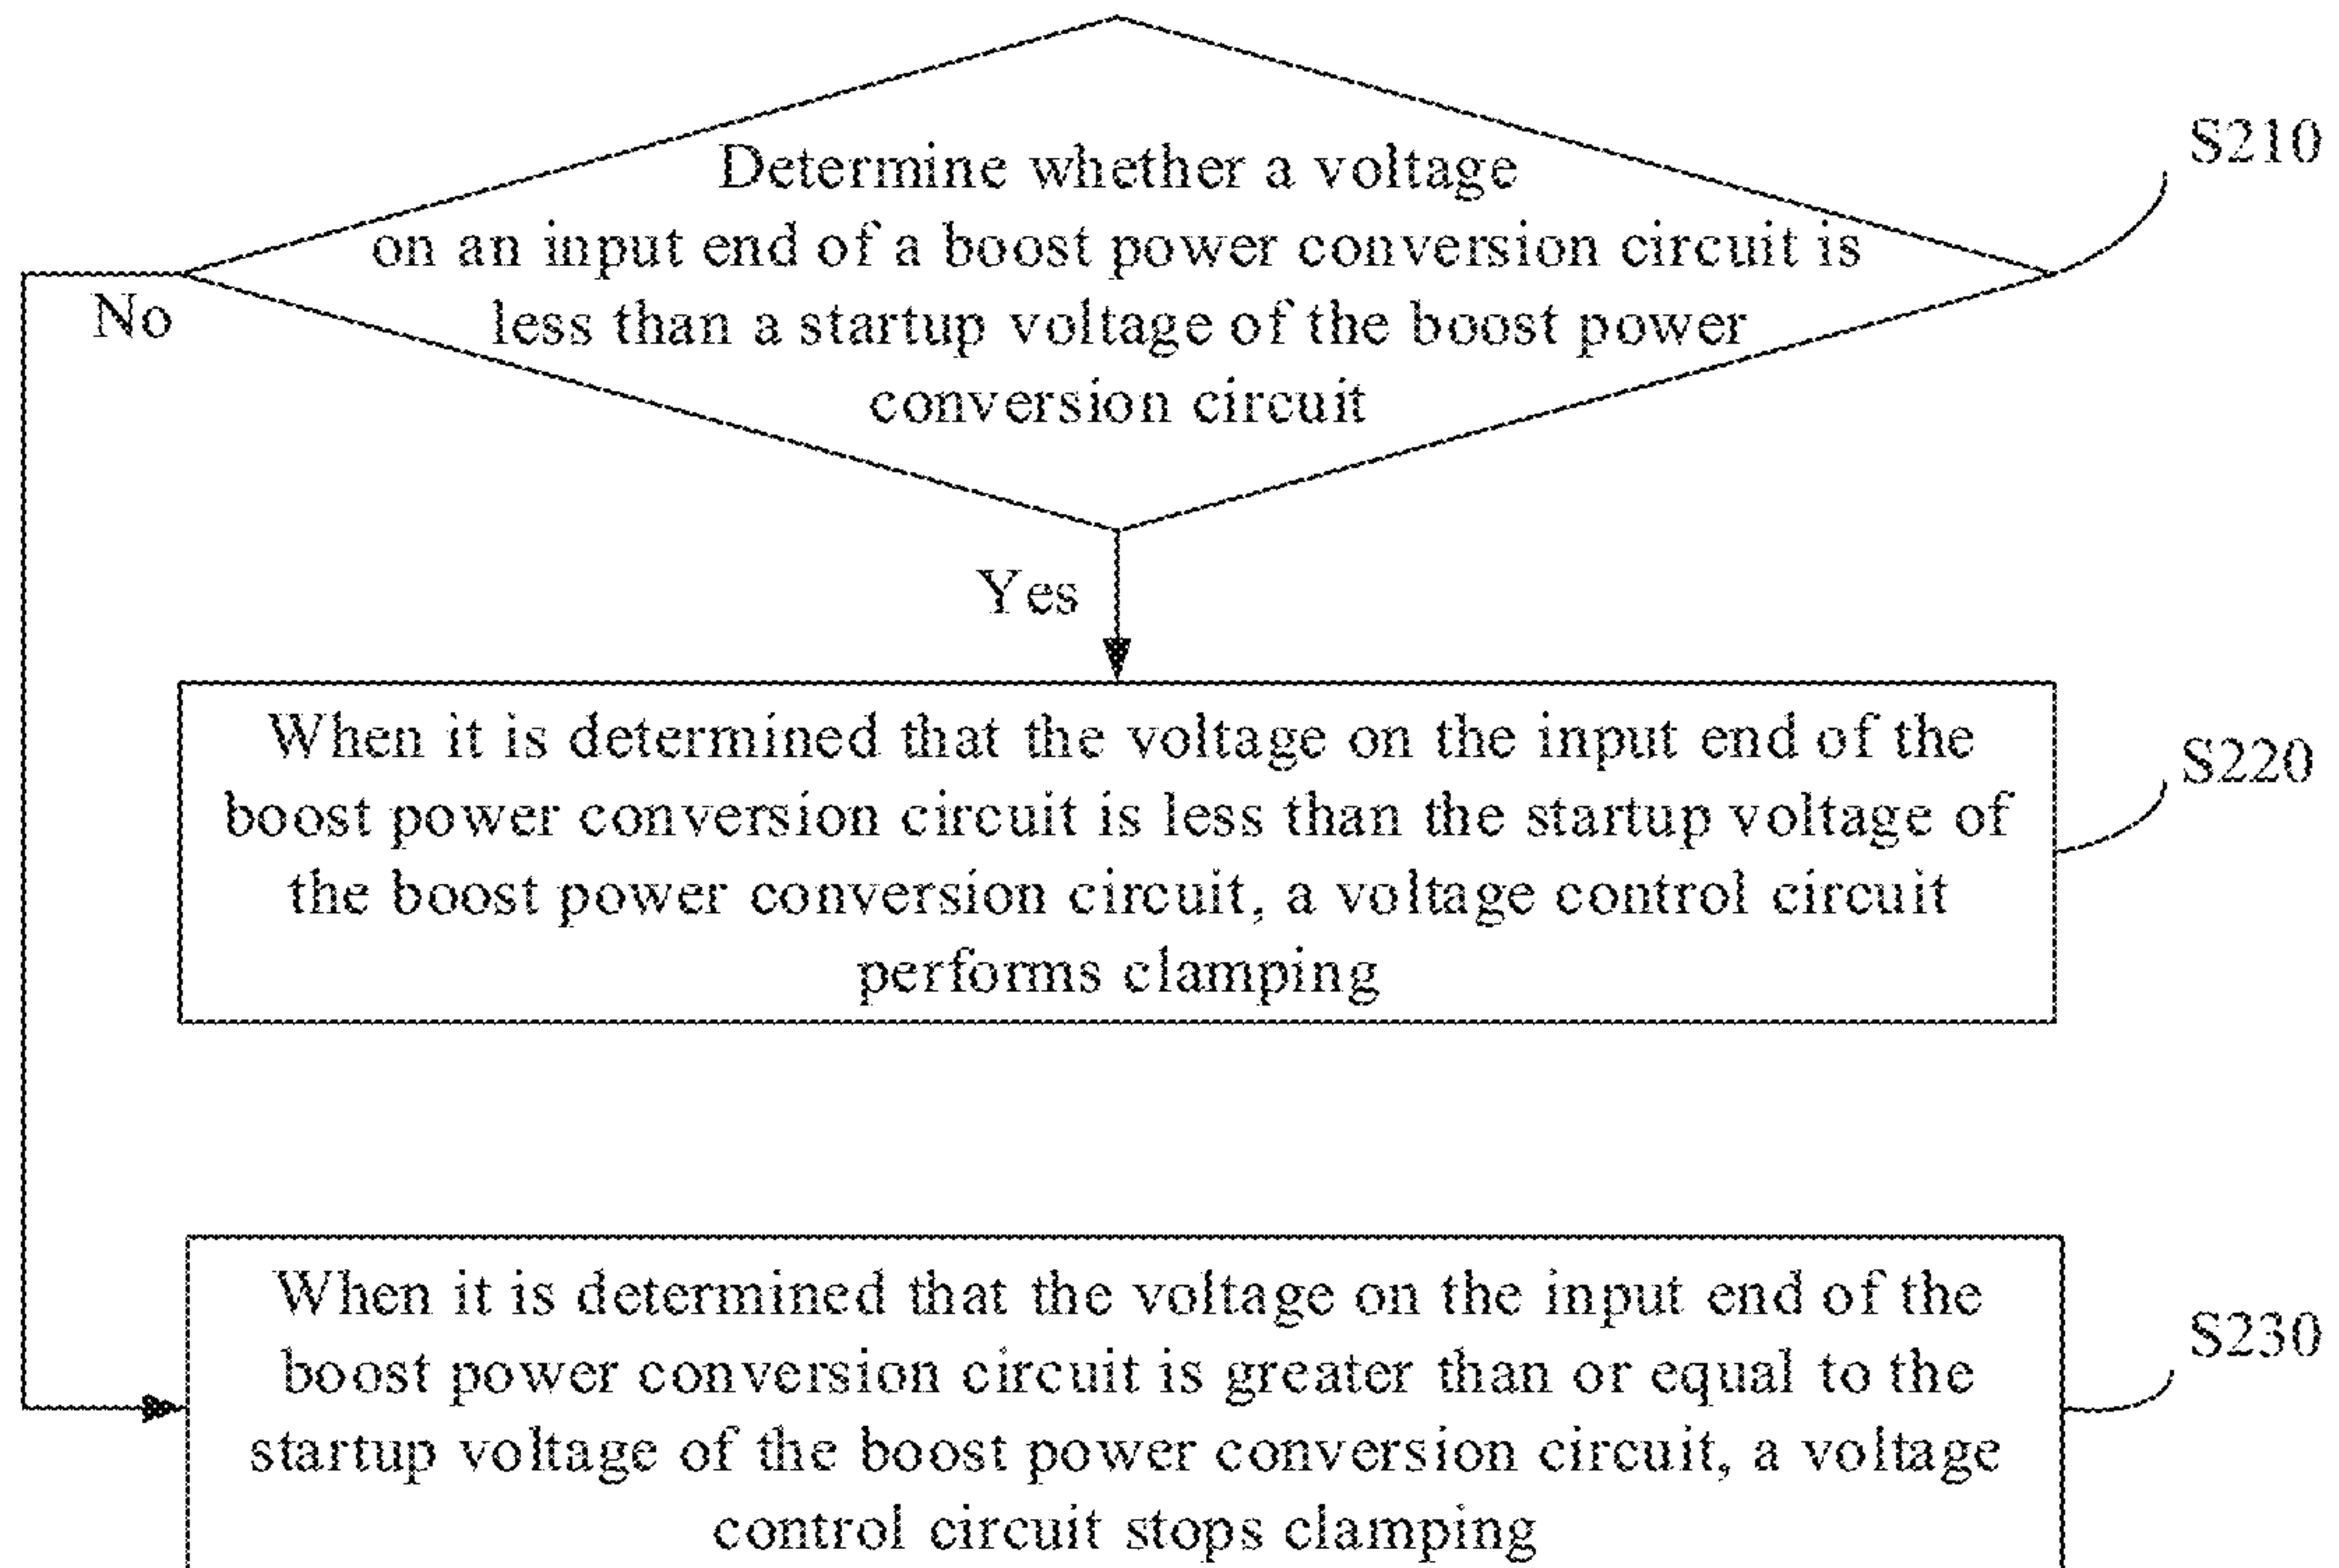 Determine whether a voltage
on an input end of a boost power conversion circuit is
less than a startup voltage of the boost power
conversion circuit
S210
No
Yes
When it is determined that the voltage on the input end of the
boost power conversion circuit is less than the startup voltage of
the boost power conversion circuit, a voltage control circuit
performs clamping
S220
When it is determined that the voltage on the input end of the
boost power conversion circuit is greater than or equal to the
startup voltage of the boost power conversion circuit, a voltage
control circuit stops clamping
S230